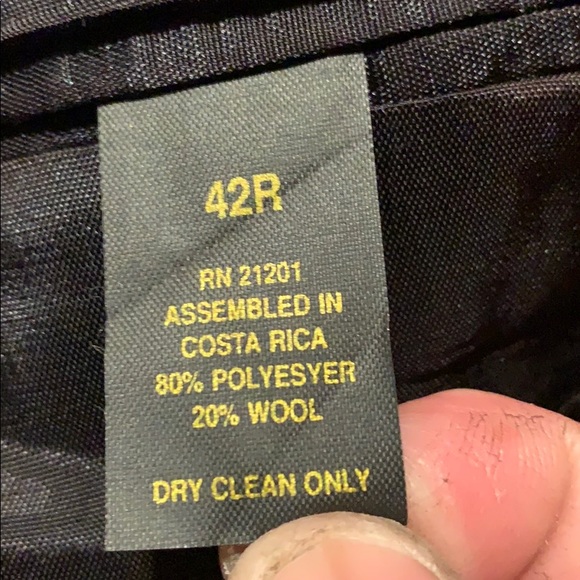 42R
RN 21201
ASSEMBLED IN
COSTA RICA
80% POLYESYER
20% WOOL
DRY CLEAN ONLY